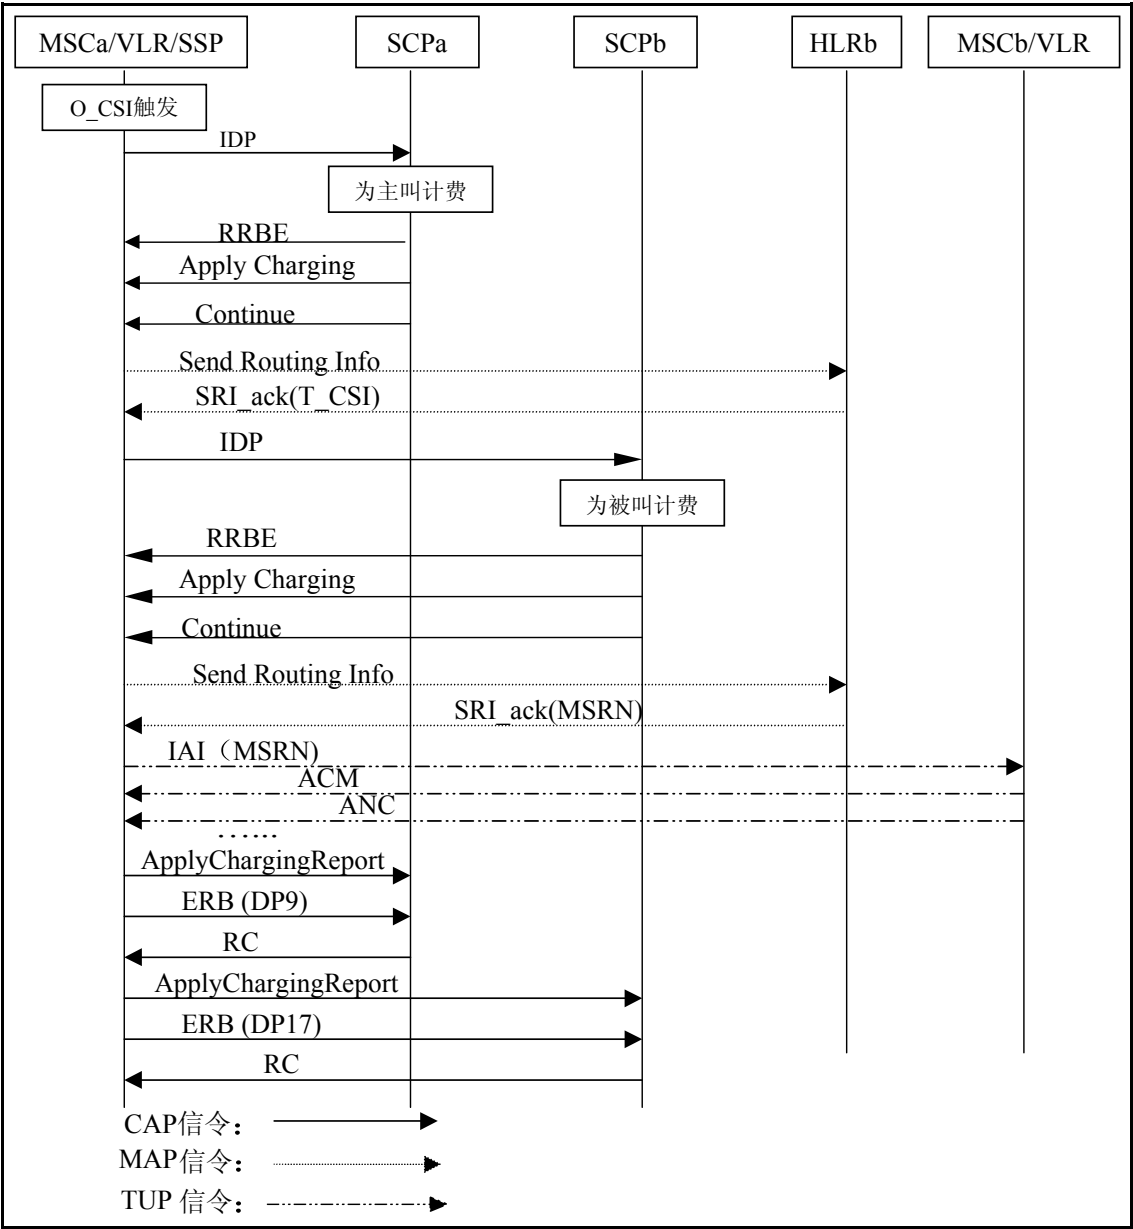 MSCa/VLR/SSP SCPa SCPb HLRb MSCb/VLR
O_CSI触发
IDP
为主叫计费
RRBE
Apply Charging
Continue
Send Routing Info
SRI_ack(T_CSI)
IDP
为被叫计费
RRBE
Apply Charging
Continue
Send Routing Info
SRI_ack(MSRN)
IAI（MSRN)
ACM
ANC
……
ApplyChargingReport
ERB (DP9)
RC
ApplyChargingReport
ERB (DP17)
RC
CAP信令：
MAP信令：
TUP 信令：